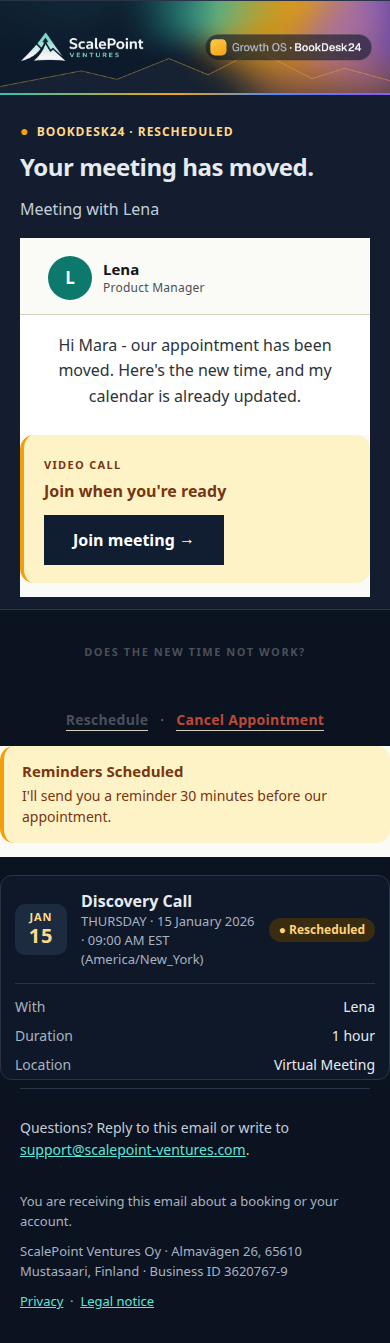 ScalePoint
VENTURES
Growth OS · BookDesk24
BOOKDESK24 · RESCHEDULED
Your meeting has moved.
Meeting with Lena
L
Lena
Product Manager
Hi Mara - our appointment has been
moved. Here's the new time, and my
calendar is already updated.
VIDEO CALL
Join when you're ready
Join meeting →
DOES THE NEW TIME NOT WORK?
Reschedule · Cancel Appointment
Reminders Scheduled
I'll send you a reminder 30 minutes before our
appointment.
JAN
15
Discovery Call
THURSDAY · 15 January 2026
· 09:00 AM EST
(America/New_York)
● Rescheduled
With Lena
Duration 1 hour
Location Virtual Meeting
Questions? Reply to this email or write to
support@scalepoint-ventures.com.
You are receiving this email about a booking or your
account.
ScalePoint Ventures Oy · Almavägen 26, 65610
Mustasaari, Finland · Business ID 3620767-9
Privacy · Legal notice